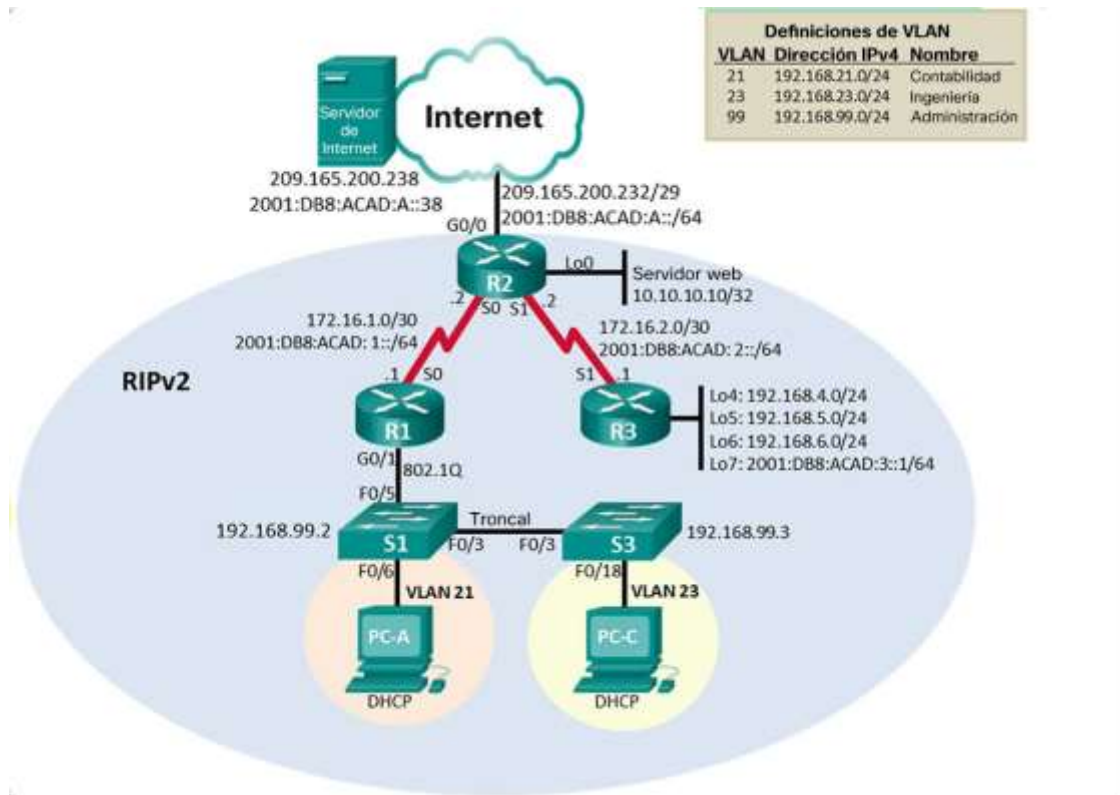 Definiciones de VLAN
VLAN Dirección IPv4 Nombre
21 192.168.21.0/24 Contabilidad
23 192.168.23.0/24 Ingeniería
99 192.168.99.0/24 Administración
Servidor
de
Internet
Internet
209.165.200.238
2001:DB8:ACAD:A::38
209.165.200.232/29
2001:DB8:ACAD:A::/64
G0/0
R2
Lo0
Servidor web
10.10.10.10/32
.2
S0
S1
.2
172.16.1.0/30
2001:DB8:ACAD: 1::/64
172.16.2.0/30
2001:DB8:ACAD: 2::/64
RIPv2
.1
S0
S1
.1
R1
R3
Lo4: 192.168.4.0/24
Lo5: 192.168.5.0/24
Lo6: 192.168.6.0/24
Lo7: 2001:DB8:ACAD:3::1/64
G0/1
802.1Q
F0/5
192.168.99.2
S1
Troncal
F0/3
F0/3
S3
192.168.99.3
F0/6
VLAN 21
F0/18
VLAN 23
PC-A
PC-C
DHCP
DHCP